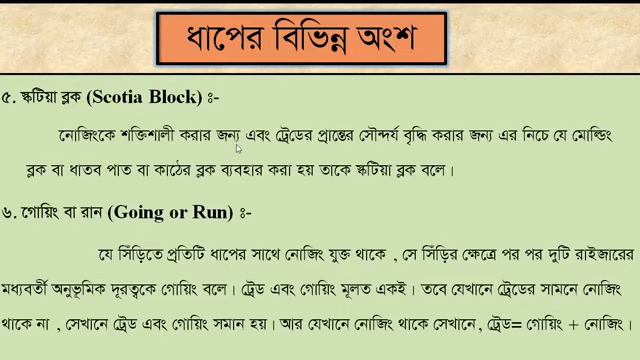 ধাপের বিভিন্ন অংশ
৫. স্কটিয়া ব্লক (Scotia Block) ঃ-
নোজিংকে শক্তিশালী করার জন্য এবং ট্রেডের প্রান্তের সৌন্দর্য বৃদ্ধি করার জন্য এর নিচে যে মোল্ডিং
ব্লক বা ধাতব পাত বা কাঠের ব্লক ব্যবহার করা হয় তাকে স্কটিয়া ব্লক বলে।
৬. গোয়িং বা রান (Going or Run) ঃ-
যে সিঁড়িতে প্রতিটি ধাপের সাথে নোজিং যুক্ত থাকে , সে সিঁড়ির ক্ষেত্রে পর পর দুটি রাইজারের
মধ্যবর্তী অনুভূমিক দূরত্বকে গোয়িং বলে। ট্রেড এবং গোয়িং মূলত একই। তবে যেখানে ট্রেডের সামনে নোজিং
থাকে না , সেখানে ট্রেড এবং গোয়িং সমান হয়। আর যেখানে নোজিং থাকে সেখানে, ট্রেড= গোয়িং + নোজিং।